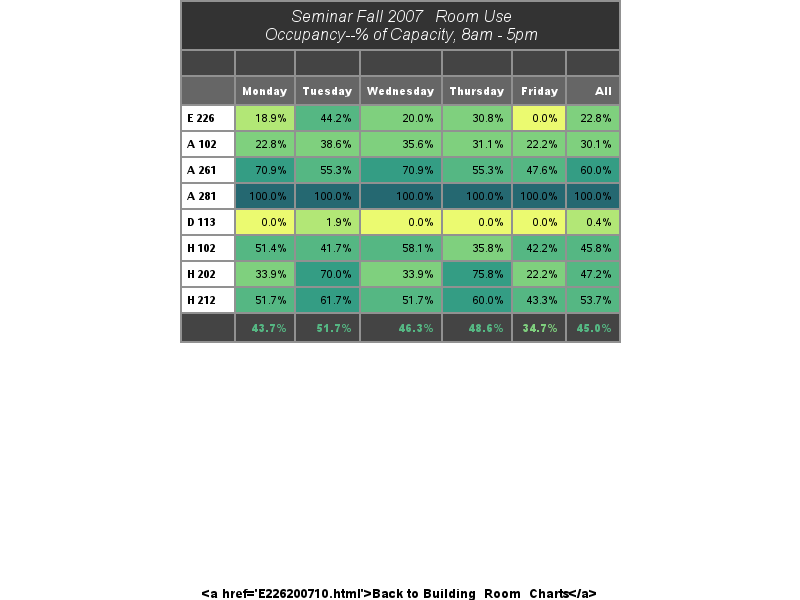 Seminar Fall 2007   Room Use
Occupancy--% of Capacity, 8am - 5pm
Monday Tuesday Wednesday Thursday Friday All
E 226 18.9% 44.2% 20.0% 30.8% 0.0% 22.8%
A 102 22.8% 38.6% 35.6% 31.1% 22.2% 30.1%
A 261 70.9% 55.3% 70.9% 55.3% 47.6% 60.0%
A 281 100.0% 100.0% 100.0% 100.0% 100.0% 100.0%
D 113 0.0% 1.9% 0.0% 0.0% 0.0% 0.4%
H 102 51.4% 41.7% 58.1% 35.8% 42.2% 45.8%
H 202 33.9% 70.0% 33.9% 75.8% 22.2% 47.2%
H 212 51.7% 61.7% 51.7% 60.0% 43.3% 53.7%
43.7% 51.7% 46.3% 48.6% 34.7% 45.0%
<a href='E226200710.html'>Back to Building  Room  Charts</a>